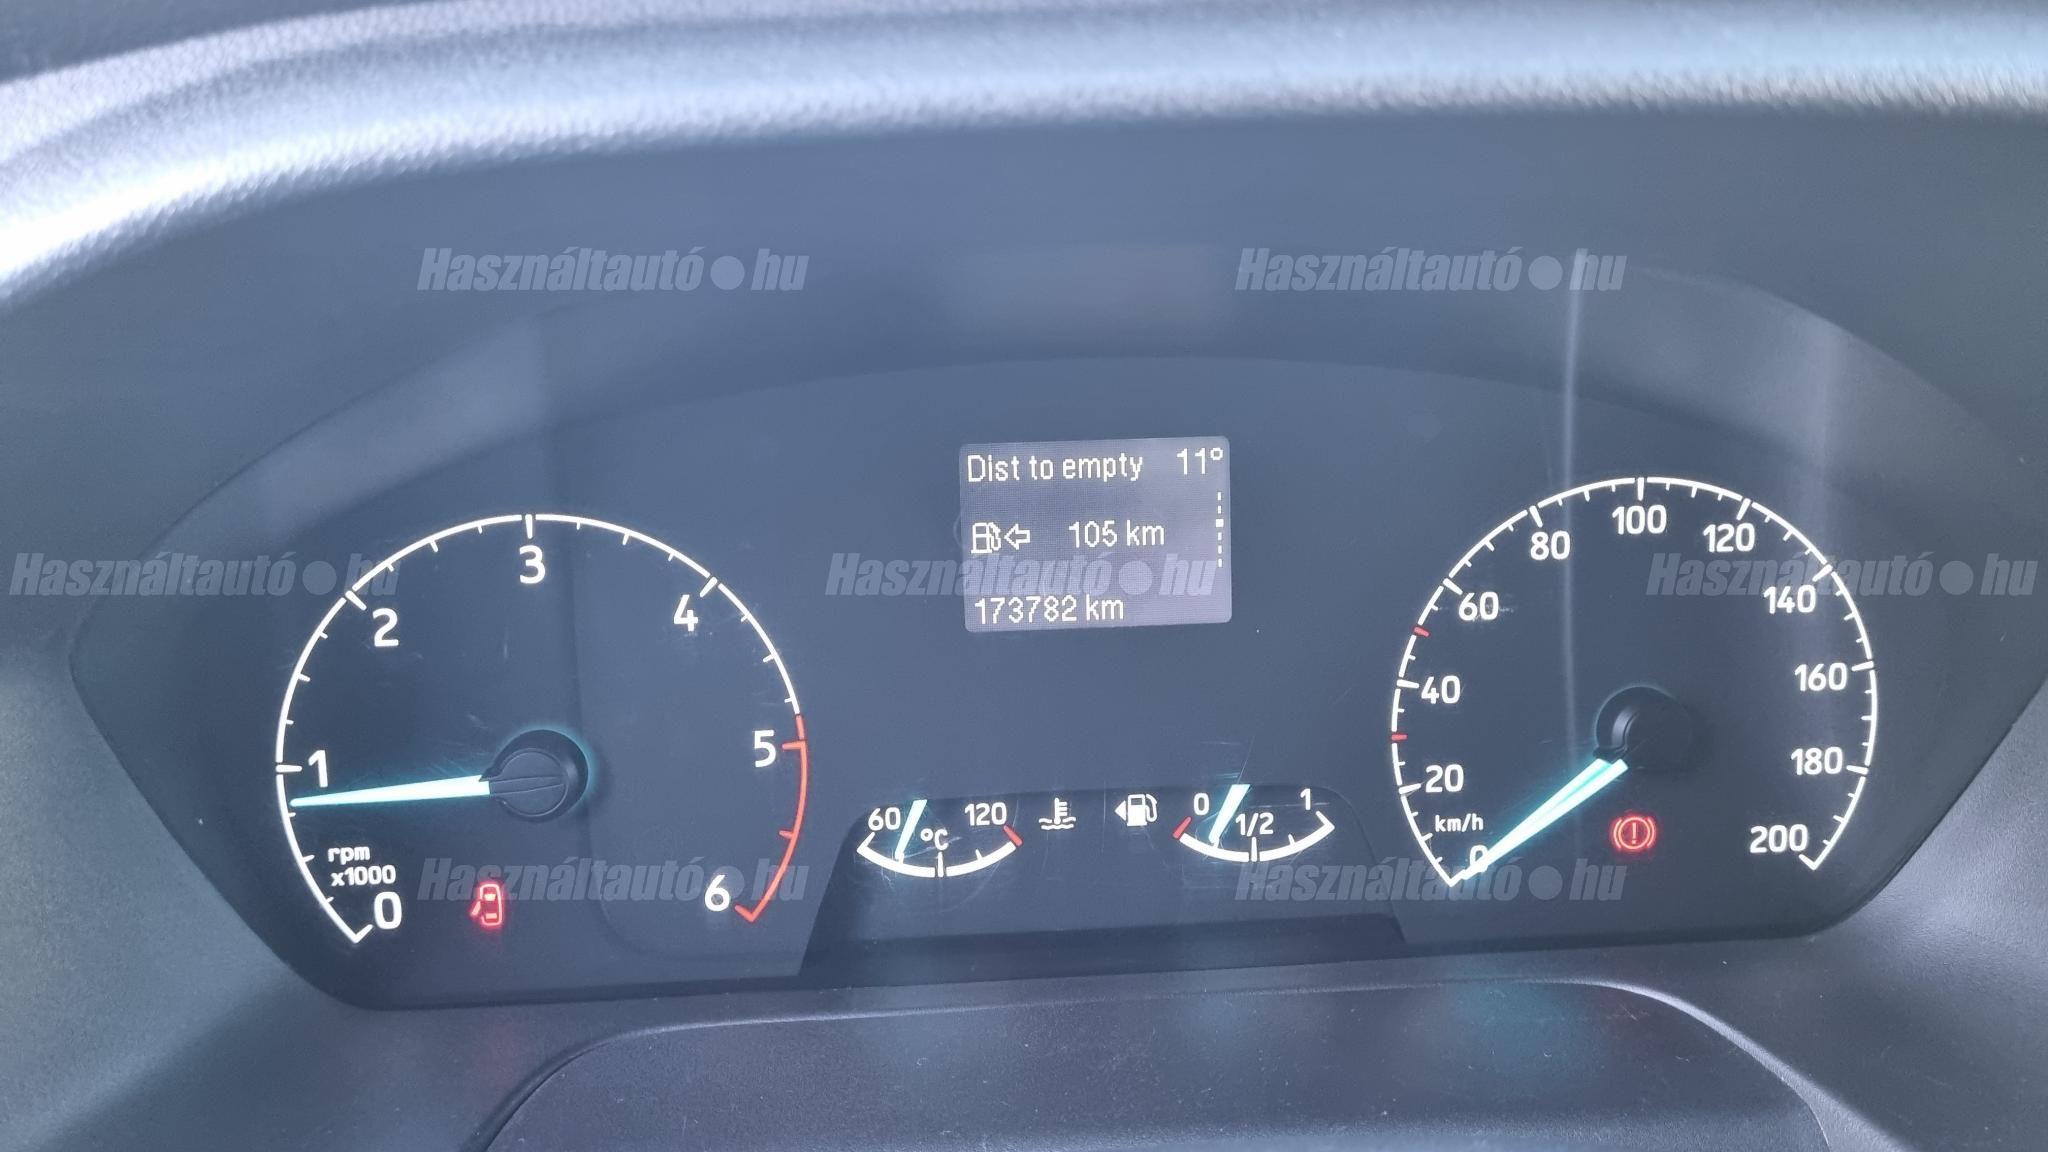 Használtautó●hu Használtautó●hu
Dist to empty 11°
105 km
173782 km
Használtautó●hu Használtautó●hu Használtautó●hu
0 1 2 3 4 5 6
rpm
x1000
60 120
°C
0 1/2 1
0 20 40 60 80 100 120 140 160 180 200
km/h
Használtautó●hu Használtautó●hu